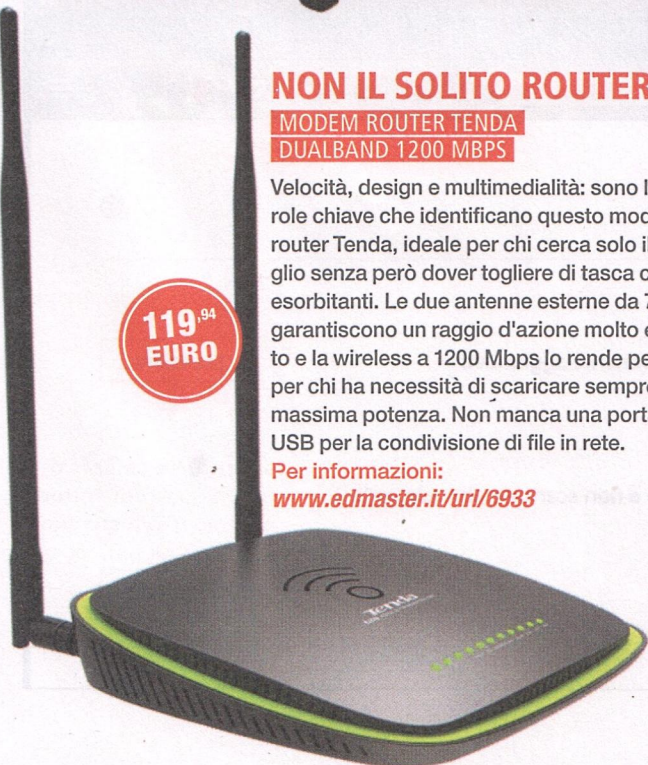 NON IL SOLITO ROUTER
MODEM ROUTER TENDA
DUALBAND 1200 MBPS
Velocità, design e multimedialità: sono l
role chiave che identificano questo mod
router Tenda, ideale per chi cerca solo il
glio senza però dover togliere di tasca c
esorbitanti. Le due antenne esterne da 7
garantiscono un raggio d'azione molto e
to e la wireless a 1200 Mbps lo rende pe
per chi ha necessità di scaricare sempre
massima potenza. Non manca una port
USB per la condivisione di file in rete.
Per informazioni:
www.edmaster.it/url/6933
119,94
EURO
Tenda